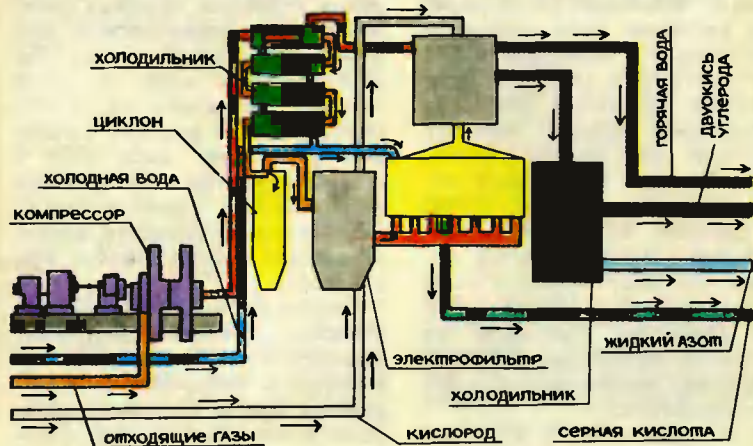 ХОЛОДИЛЬНИК
ЦИКЛОН
ХОЛОДНАЯ ВОДА
КОМПРЕССОР
ГОРЯЧАЯ ВОДА
ДВУОКИСЬ
УГЛЕРОДА
ЭЛЕКТРОФИЛЬТР
ЖИДКИЙ АЗОТ
ХОЛОДИЛЬНИК
ОТХОДЯЩИЕ ГАЗЫ
КИСЛОРОД
СЕРНАЯ КИСЛОТА